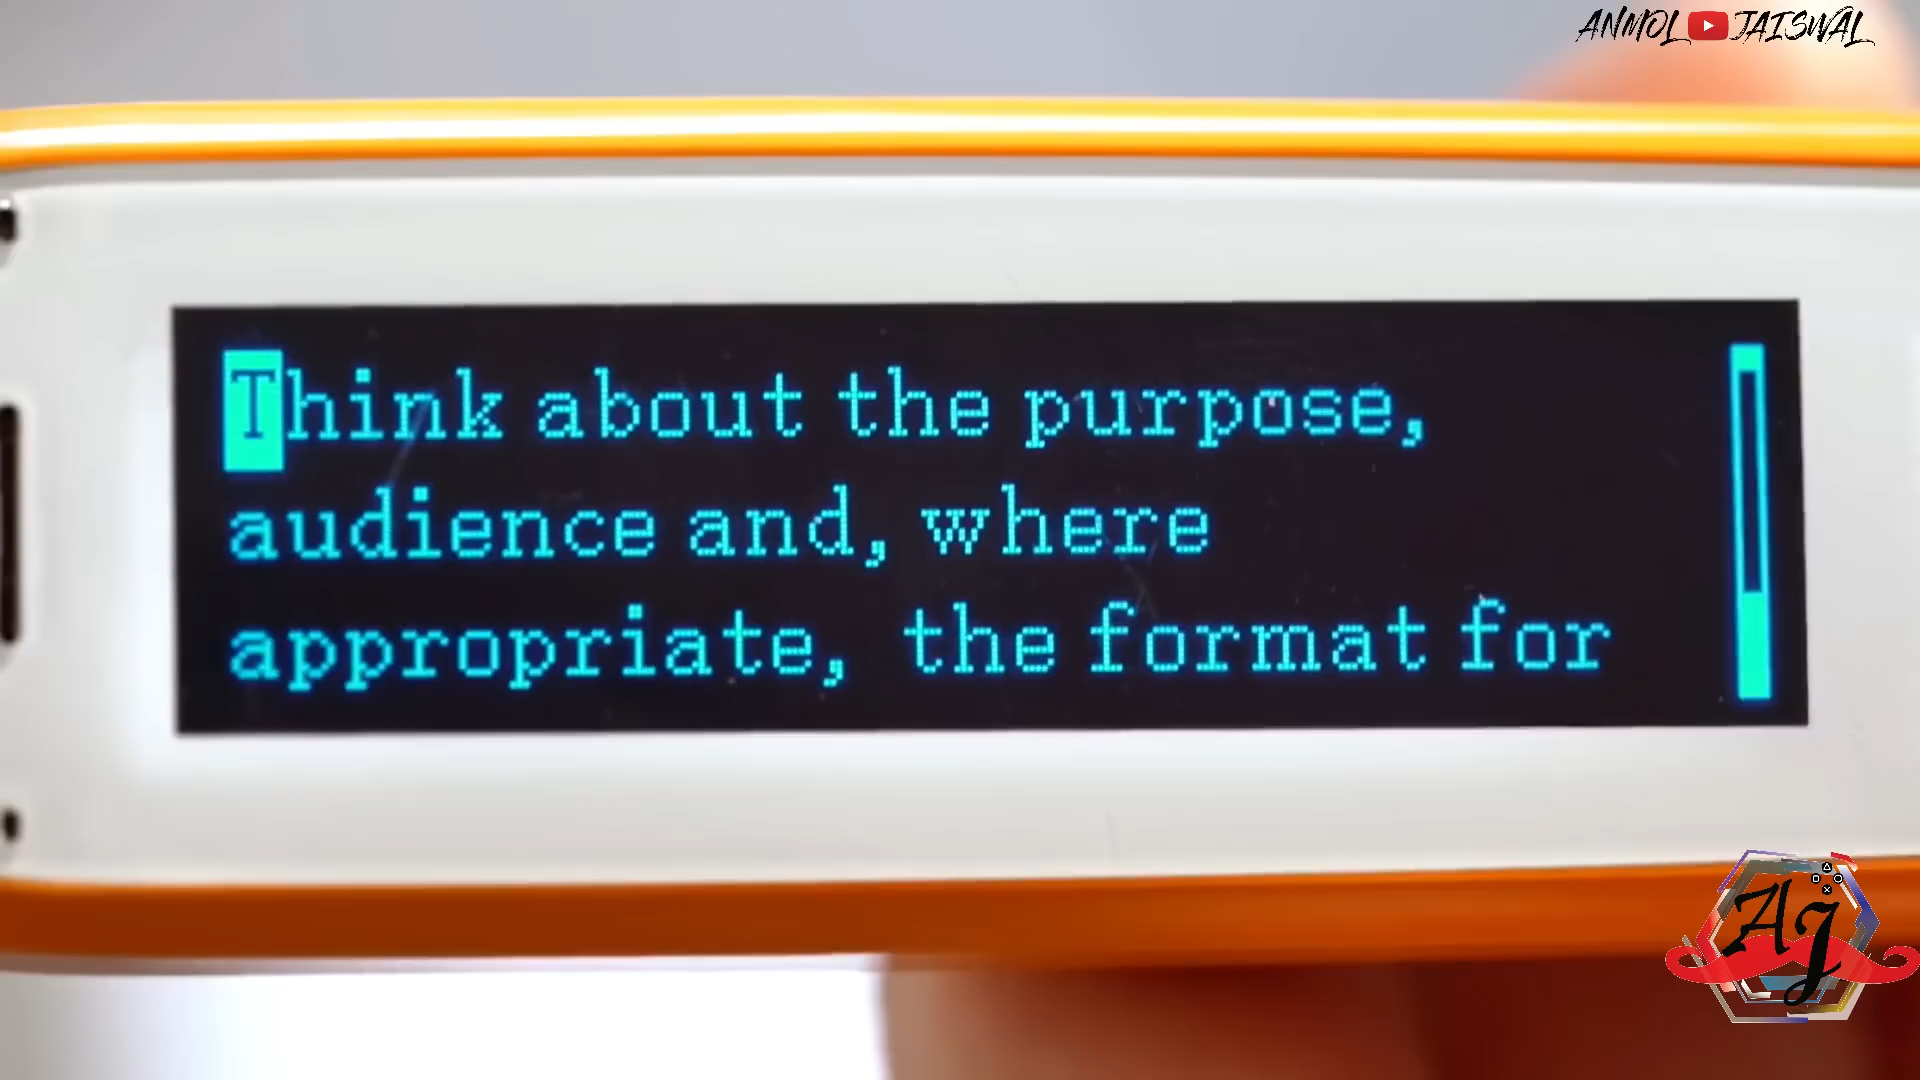 ANMOL JAISWAL
Think about the purpose,
audience and, where
appropriate, the format for
AJ